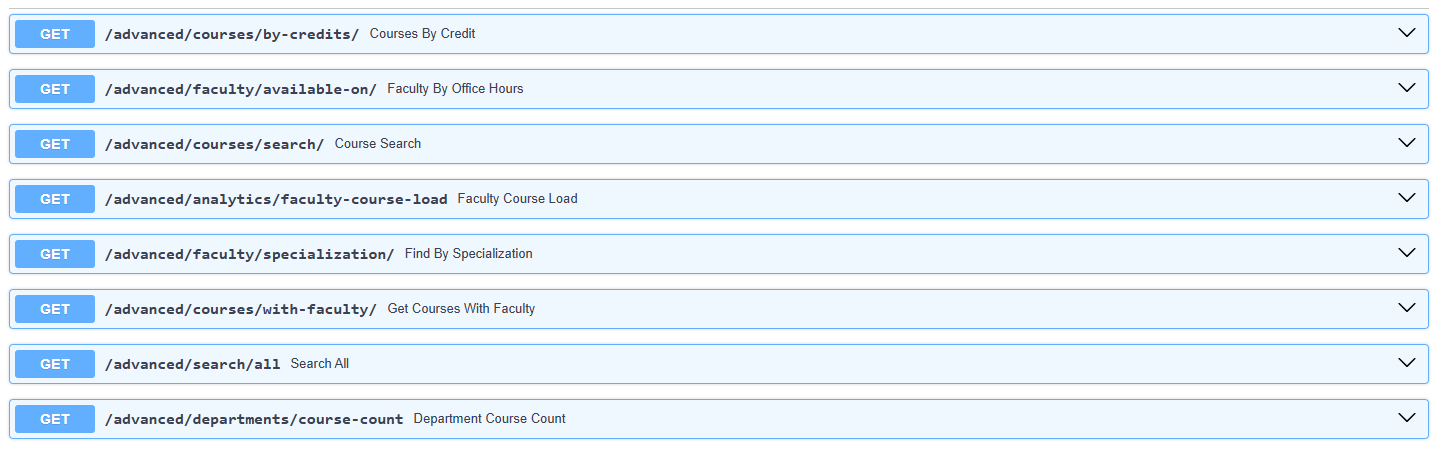 GET /advanced/courses/by-credits/ Courses By Credit
GET /advanced/faculty/available-on/ Faculty By Office Hours
GET /advanced/courses/search/ Course Search
GET /advanced/analytics/faculty-course-load Faculty Course Load
GET /advanced/faculty/specialization/ Find By Specialization
GET /advanced/courses/with-faculty/ Get Courses With Faculty
GET /advanced/search/all Search All
GET /advanced/departments/course-count Department Course Count